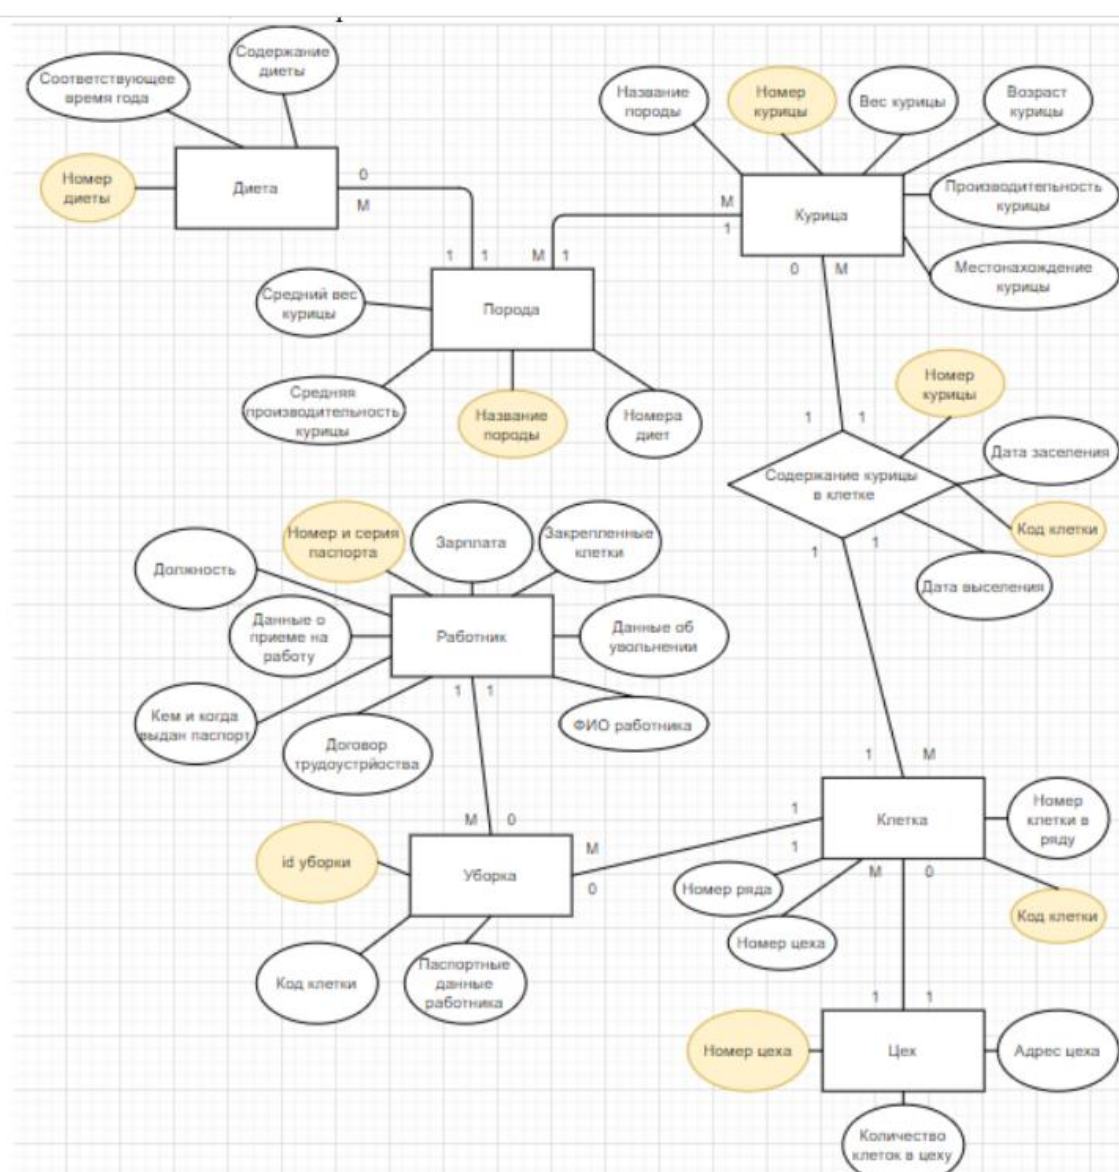 Содержание
диеты
Соответствующее
время года
Номер
диеты
Диета
0
М
Название
породы
Номер
курицы
Вес курицы
Возраст
курицы
Производительность
курицы
Местонахождение
курицы
Курица
М
1
0 М
1 1 М 1
Порода
Средний вес
курицы
Средняя
производительность
курицы
Название
породы
Номера
диет
Номер
курицы
1 1
Дата заселения
Содержание курицы
в клетке
Код клетки
1 1
Дата выселения
Номер и серия
паспорта
Зарплата
Закрепленные
клетки
Должность
Данные о
приеме на
работу
Работник
Данные об
увольнении
Кем и когда
выдан паспорт
Договор
трудоустрйоства
ФИО работника
1 1
М 0
id уборки
Уборка
М
0
Код клетки
Паспортные
данные
работника
1 М
1
1
Клетка
Номер
клетки в
ряду
Номер ряда
Номер цеха
М 0
Код клетки
1 1
Номер цеха
Цех
Адрес цеха
Количество
клеток в цеху